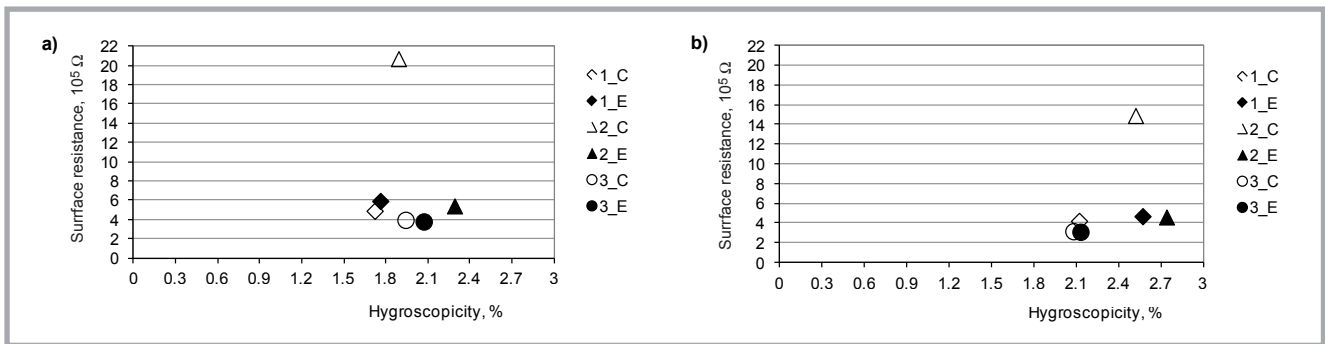 a)
Surrface resistance, 10⁵ Ω
22
20
18
16
14
12
10
8
6
4
2
0
0 0.3 0.6 0.9 1.2 1.5 1.8 2.1 2.4 2.7 3
Hygroscopicity, %
1_C
1_E
2_C
2_E
3_C
3_E
b)
Surrface resistance, 10⁵ Ω
22
20
18
16
14
12
10
8
6
4
2
0
0 0.3 0.6 0.9 1.2 1.5 1.8 2.1 2.4 2.7 3
Hygroscopicity, %
1_C
1_E
2_C
2_E
3_C
3_E